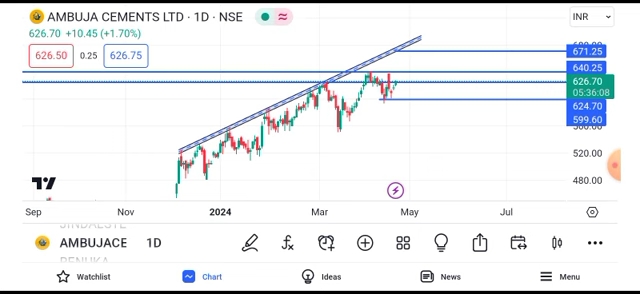 AMBUJA CEMENTS LTD · 1D · NSE
INR
626.70 +10.45 (+1.70%)
626.50 0.25 626.75
671.25
640.25
626.70
05:36:08
624.70
599.60
520.00
480.00
Sep Nov 2024 Mar May Jul
AMBUJACE 1D
Watchlist Chart Ideas News Menu